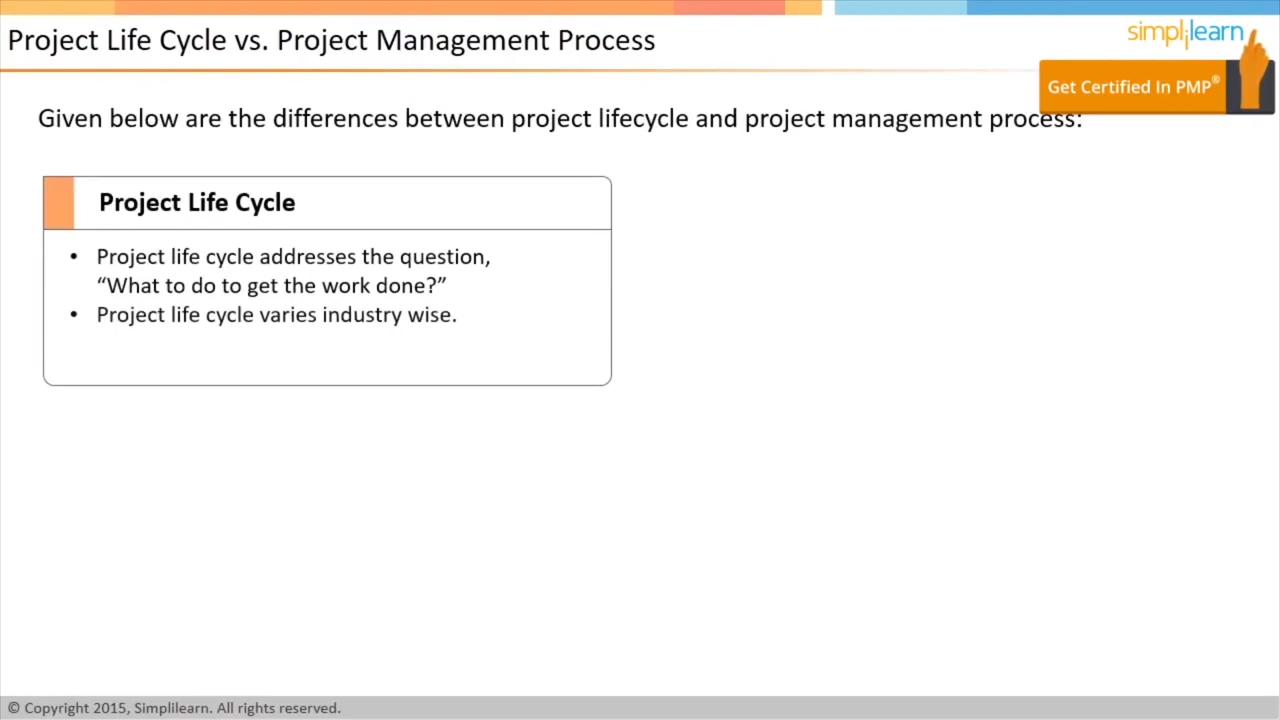 Project Life Cycle vs. Project Management Process
simplilearn
Get Certified In PMP®
Given below are the differences between project lifecycle and project management process:
Project Life Cycle
• Project life cycle addresses the question,
“What to do to get the work done?”
• Project life cycle varies industry wise.
© Copyright 2015, Simplilearn. All rights reserved.